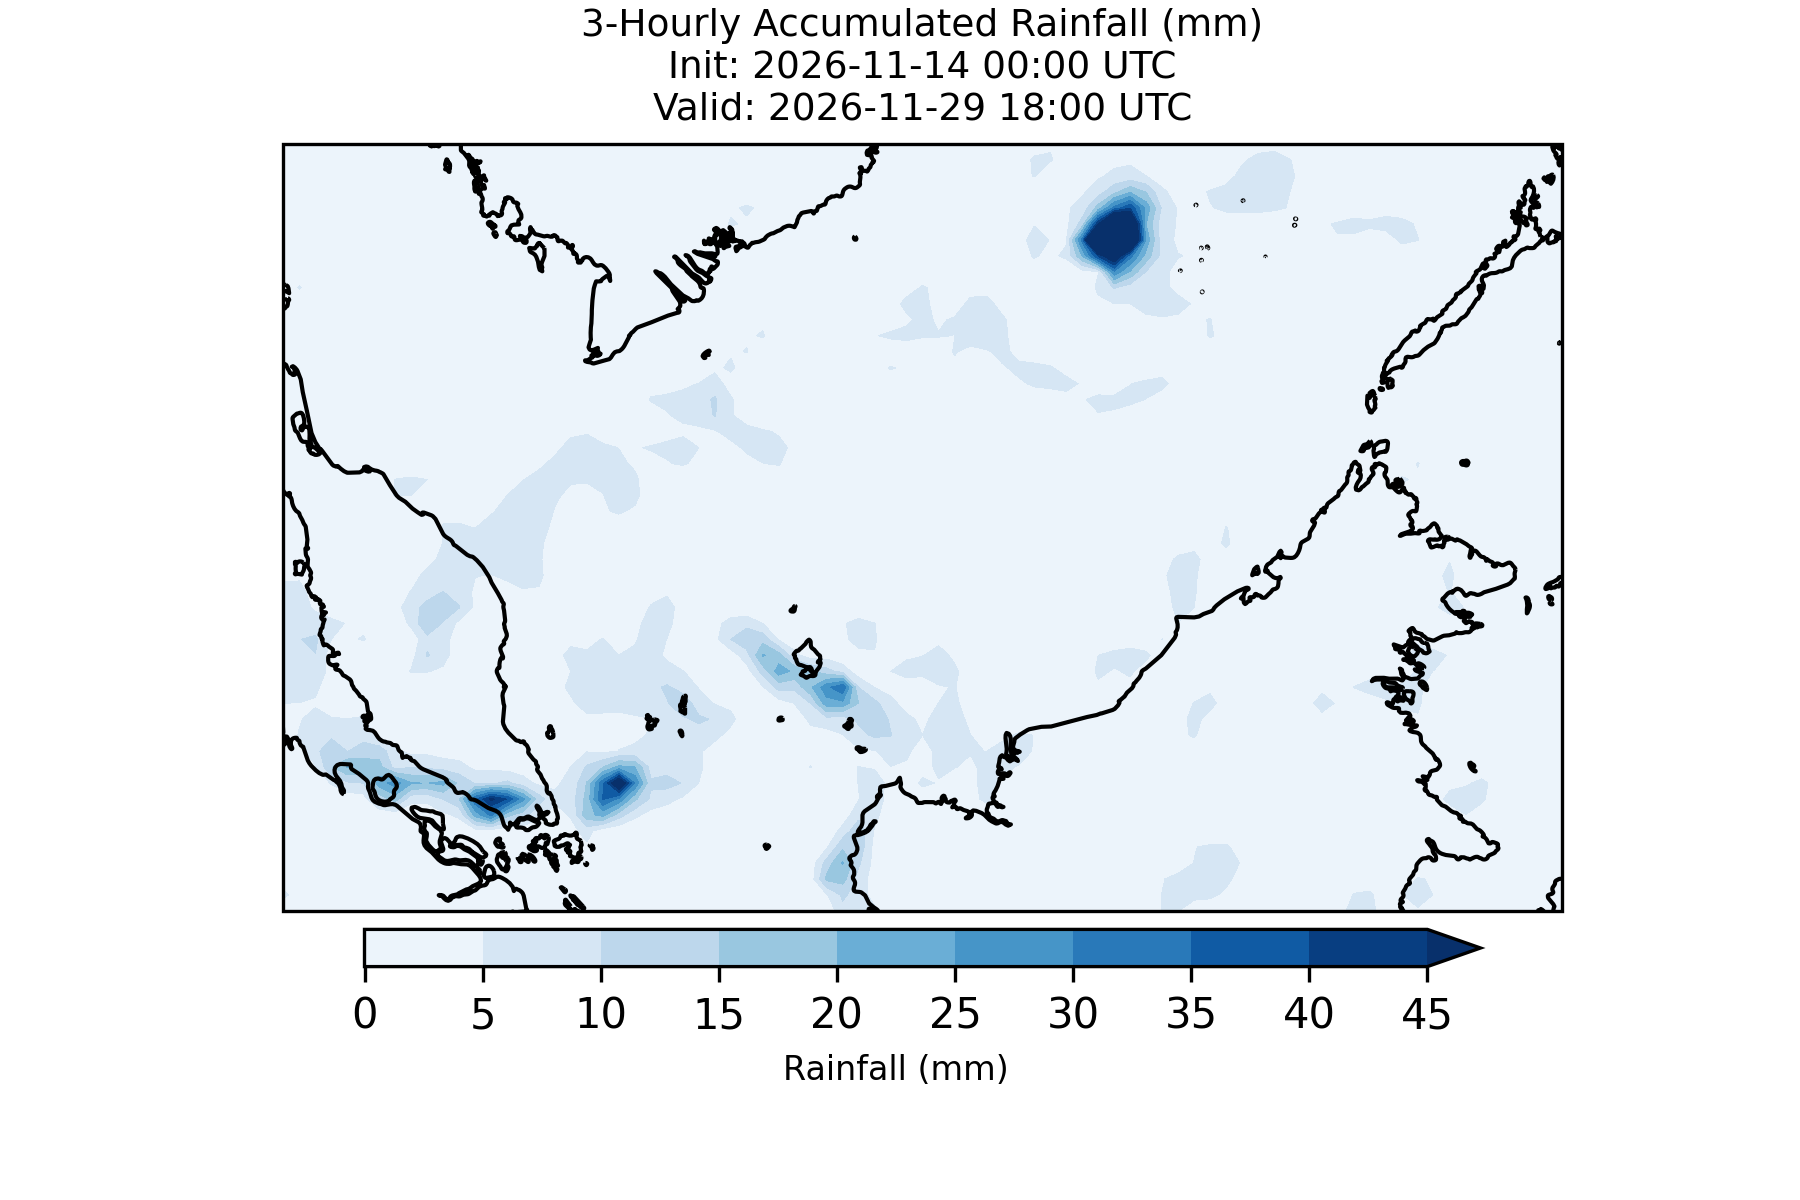 3-Hourly Accumulated Rainfall (mm)
Init: 2026-11-14 00:00 UTC
Valid: 2026-11-29 18:00 UTC
0 5 10 15 20 25 30 35 40 45
Rainfall (mm)